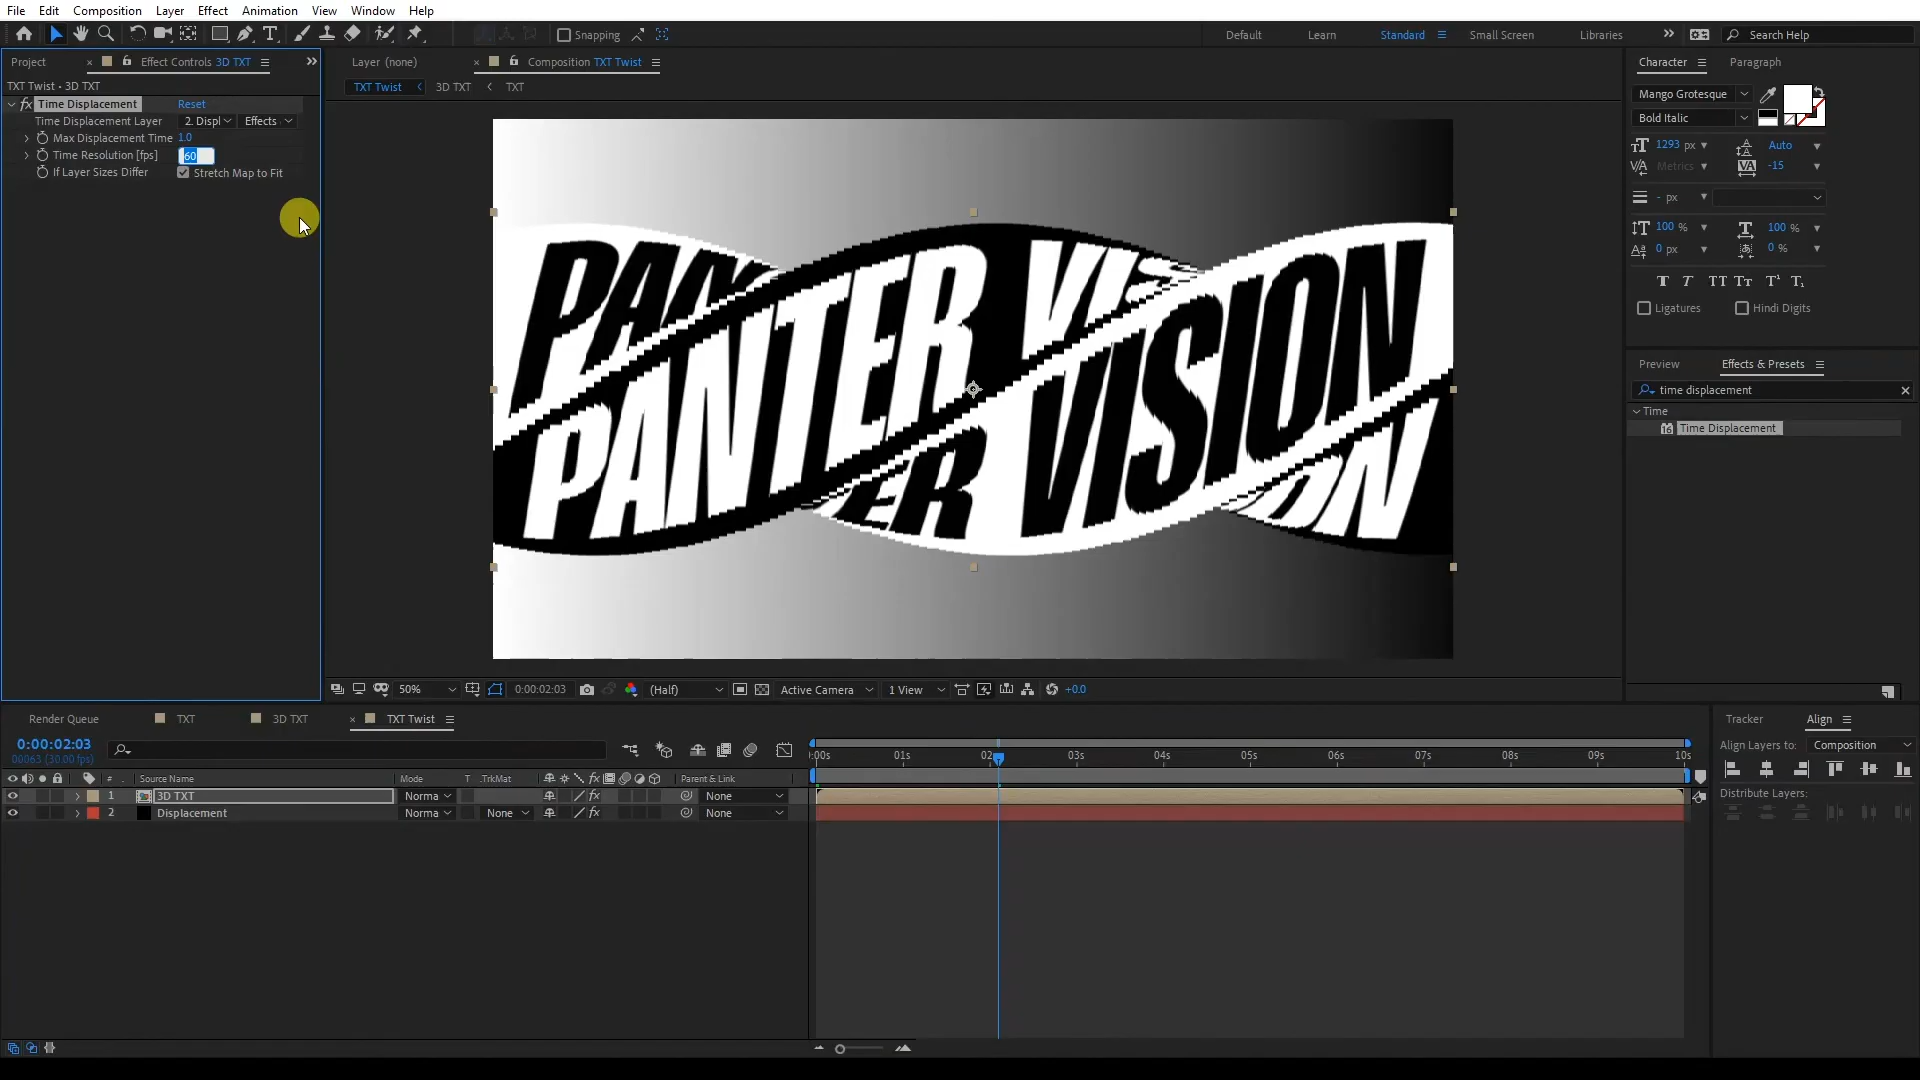 File Edit Composition Layer Effect Animation View Window Help
Snapping
Default Learn Standard Small Screen Libraries Search Help
Project Effect Controls 3D TXT
TXT Twist • 3D TXT
fx Time Displacement Reset
Time Displacement Layer 2. Displ Effects
Max Displacement Time 1.0
Time Resolution [fps] 60
If Layer Sizes Differ Stretch Map to Fit
Layer (none) Composition TXT Twist
TXT Twist 3D TXT TXT
PANTER VISION
PANTER VISION
ER
50% 0:00:02:03 (Half) Active Camera 1 View +0.0
Character Paragraph
Mango Grotesque
Bold Italic
1293 px Auto
Metrics -15
- px
100 % 100 %
0 px 0 %
Ligatures Hindi Digits
Preview Effects & Presets
time displacement
Time
Time Displacement
Render Queue TXT 3D TXT TXT Twist
0:00:02:03
00063 (30.00 fps)
# Source Name Mode T .TrkMat Parent & Link
1 3D TXT Norma None
2 Displacement Norma None None
:00s 01s 02 03s 04s 05s 06s 07s 08s 09s 10s
Tracker Align
Align Layers to: Composition
Distribute Layers: